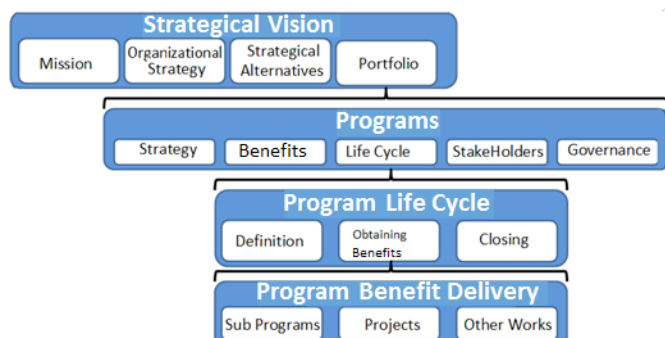 Strategical Vision
Mission
Organizational
Strategy
Strategical
Alternatives
Portfolio
Programs
Strategy
Benefits
Life Cycle
StakeHolders
Governance
Program Life Cycle
Definition
Obtaining
Benefits
Closing
Program Benefit Delivery
Sub Programs
Projects
Other Works